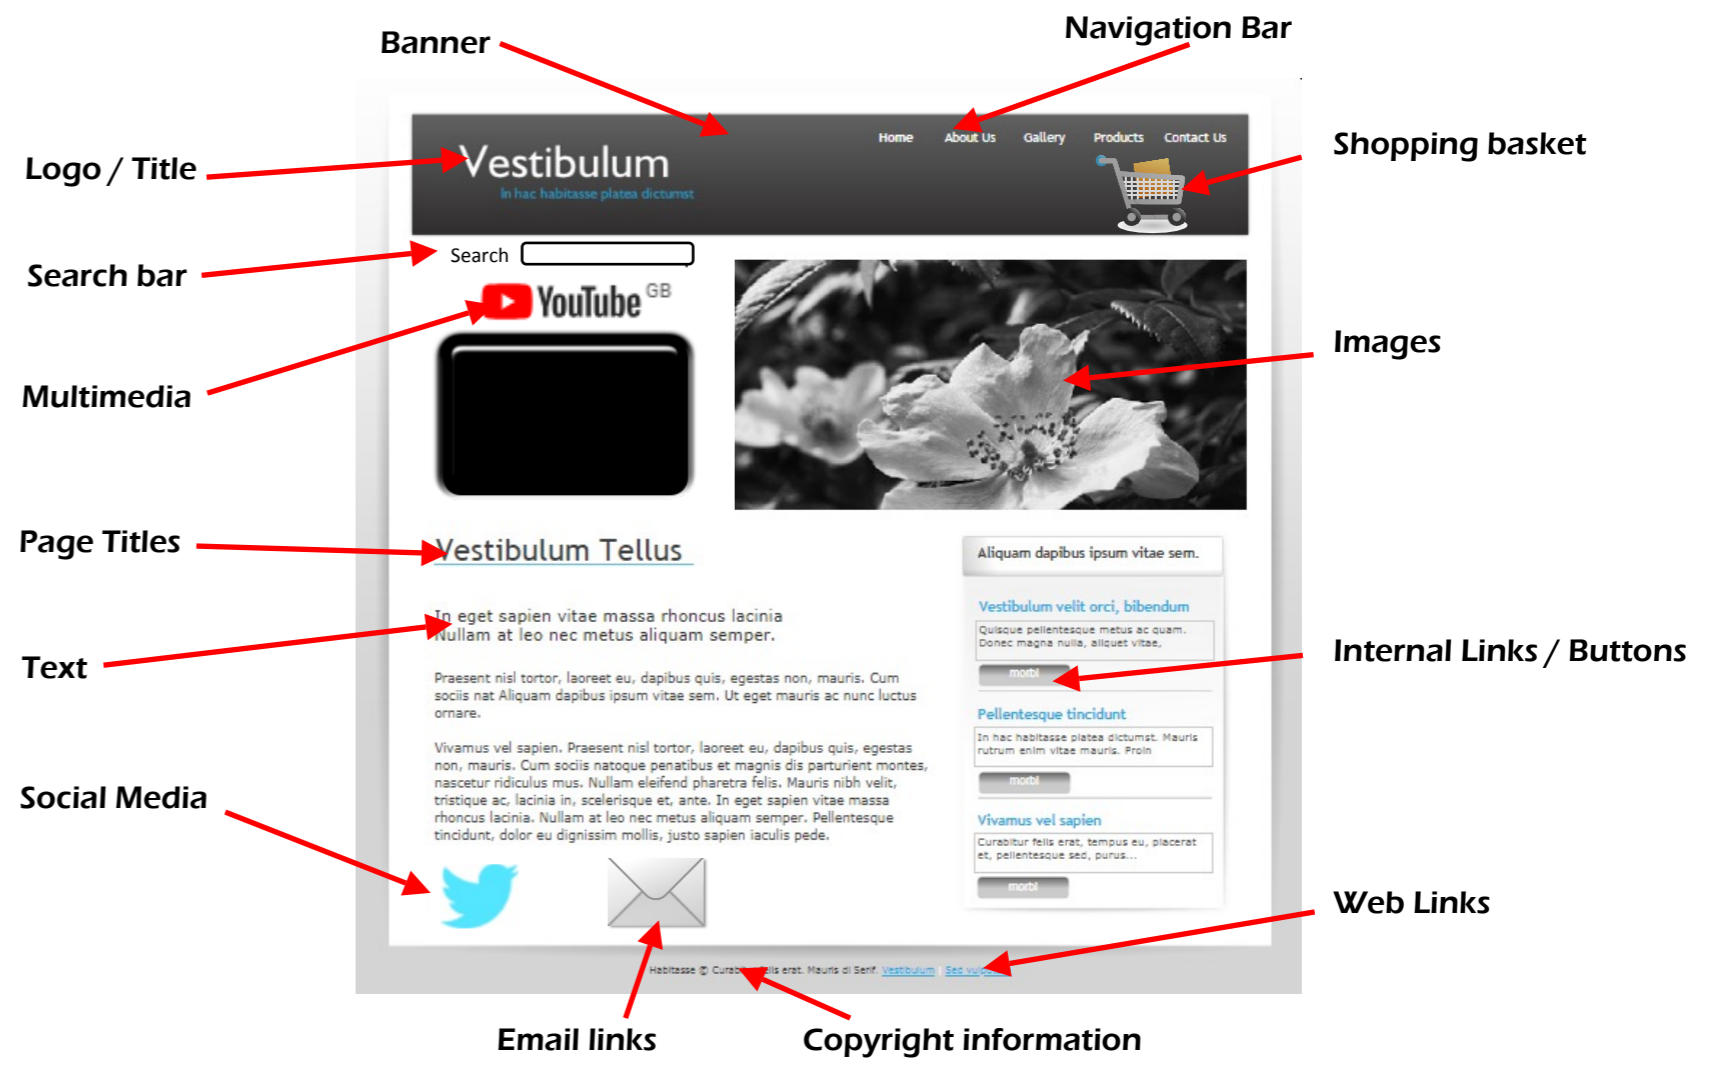 Banner
Navigation Bar
Home About Us Gallery Products Contact Us
Shopping basket
Logo / Title
Vestibulum
In hac habitasse platea dictumst
Search bar
Search
YouTube GB
Images
Multimedia
Page Titles
Vestibulum Tellus
Aliquam dapibus ipsum vitae sem.
In eget sapien vitae massa rhoncus lacinia
Nullam at leo nec metus aliquam semper.
Vestibulum velit orci, bibendum
Quisque pellentesque metus ac quam.
Donec magna nulla, aliquet vitae,
morbi
Internal Links / Buttons
Text
Praesent nisl tortor, laoreet eu, dapibus quis, egestas non, mauris. Cum
sociis nat Aliquam dapibus ipsum vitae sem. Ut eget mauris ac nunc luctus
ornare.
Pellentesque tincidunt
In hac habitasse platea dictumst. Mauris
rutrum enim vitae mauris. Proin
morbi
Vivamus vel sapien. Praesent nisl tortor, laoreet eu, dapibus quis, egestas
non, mauris. Cum sociis natoque penatibus et magnis dis parturient montes,
nascetur ridiculus mus. Nullam eleifend pharetra felis. Mauris nibh velit,
tristique ac, lacinia in, scelerisque et, ante. In eget sapien vitae massa
rhoncus lacinia. Nullam at leo nec metus aliquam semper. Pellentesque
tincidunt, dolor eu dignissim mollis, justo sapien iaculis pede.
Social Media
Vivamus vel sapien
Curabitur felis erat, tempus eu, placerat
et, pellentesque sed, purus...
morbi
Web Links
Habitasse © felis erat. Mauris di Serif. Vestibulum | Sed
Email links
Copyright information